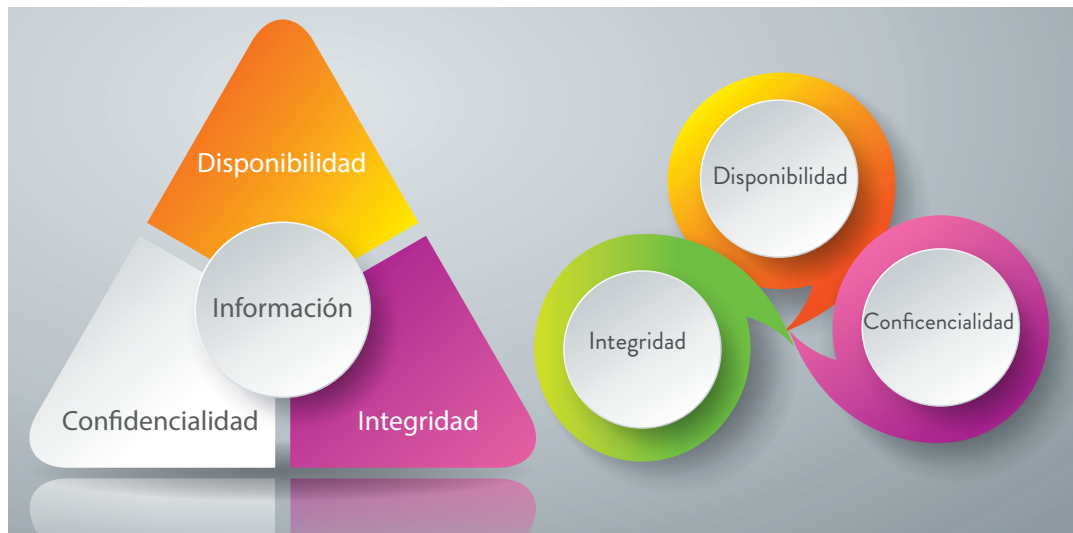 Disponibilidad
Información
Confidencialidad
Integridad
Disponibilidad
Integridad
Conficencialidad